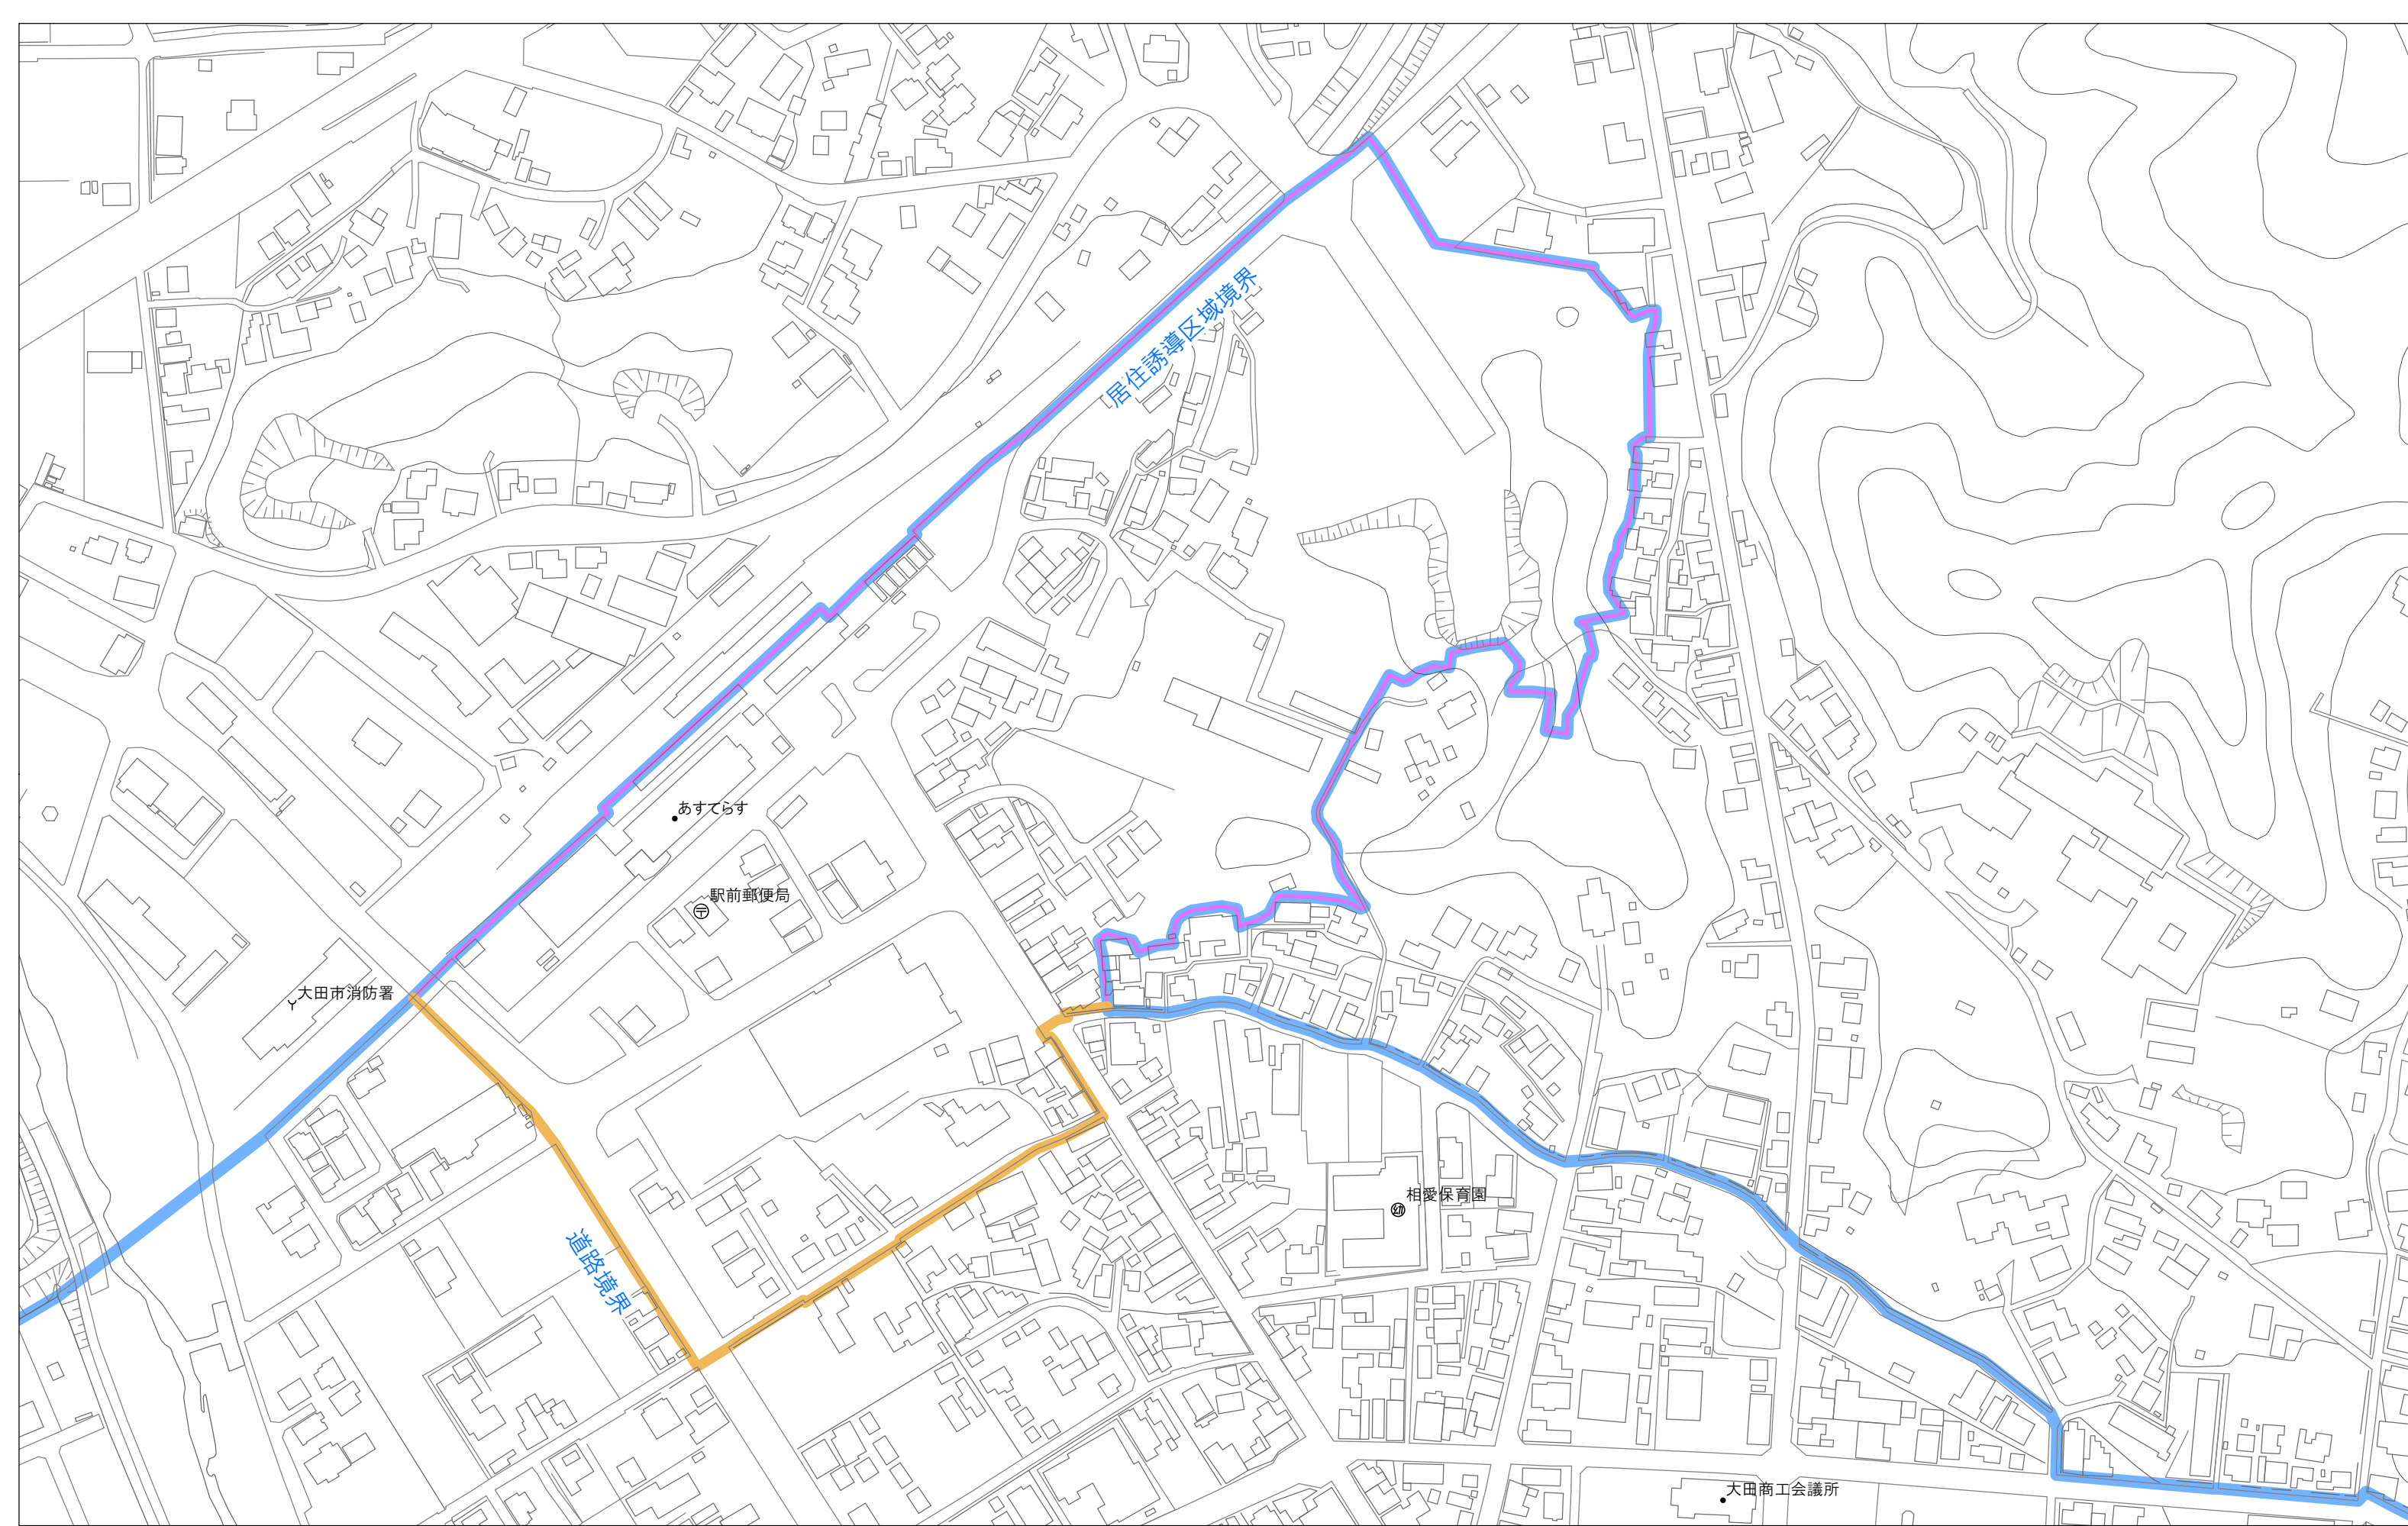 居住誘導区域境界
あすてらす
駅前郵便局
大田市消防署
相愛保育園
幼
道路境界
大田商工会議所